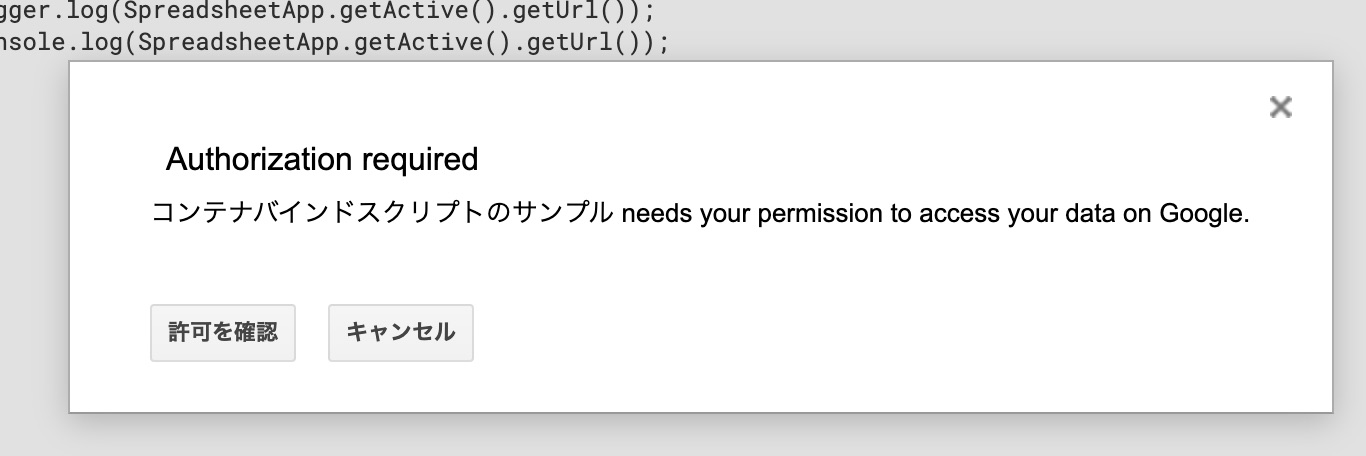 gger.log(SpreadsheetApp.getActive().getUrl());
nsole.log(SpreadsheetApp.getActive().getUrl());
Authorization required
コンテナバインドスクリプトのサンプル needs your permission to access your data on Google.
許可を確認 キャンセル